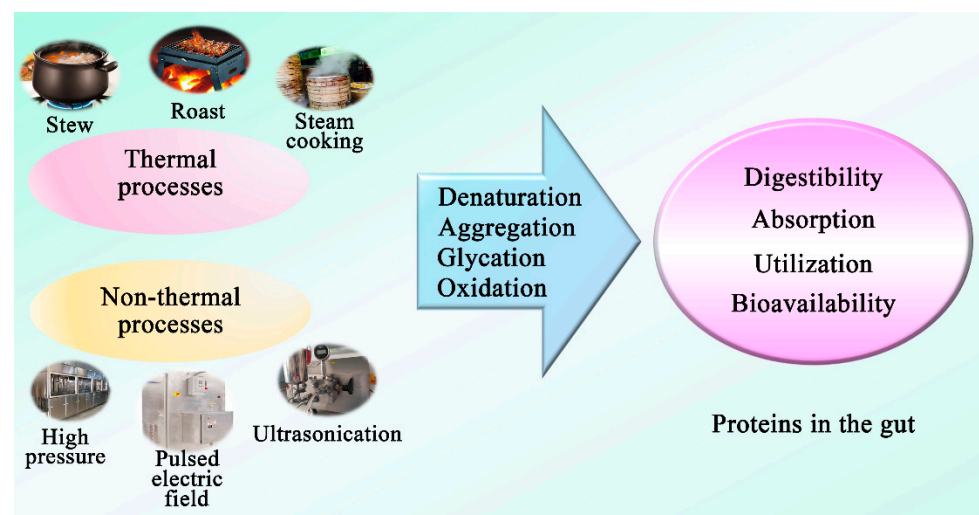 Stew
Roast
Steam
cooking
Thermal
processes
Non-thermal
processes
High
pressure
Pulsed
electric
field
Ultrasonication
Denaturation
Aggregation
Glycation
Oxidation
Digestibility
Absorption
Utilization
Bioavailability
Proteins in the gut